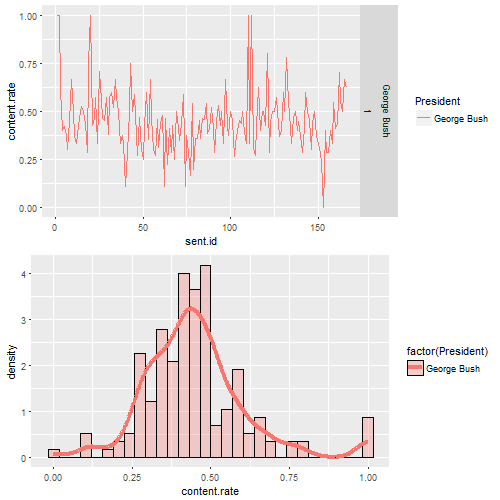 1.00
0.75
0.50
0.25
0.00
content.rate
0
50
100
150
sent.id
George Bush
1
President
George Bush
4
3
2
1
0
density
0.00
0.25
0.50
0.75
1.00
content.rate
factor(President)
George Bush